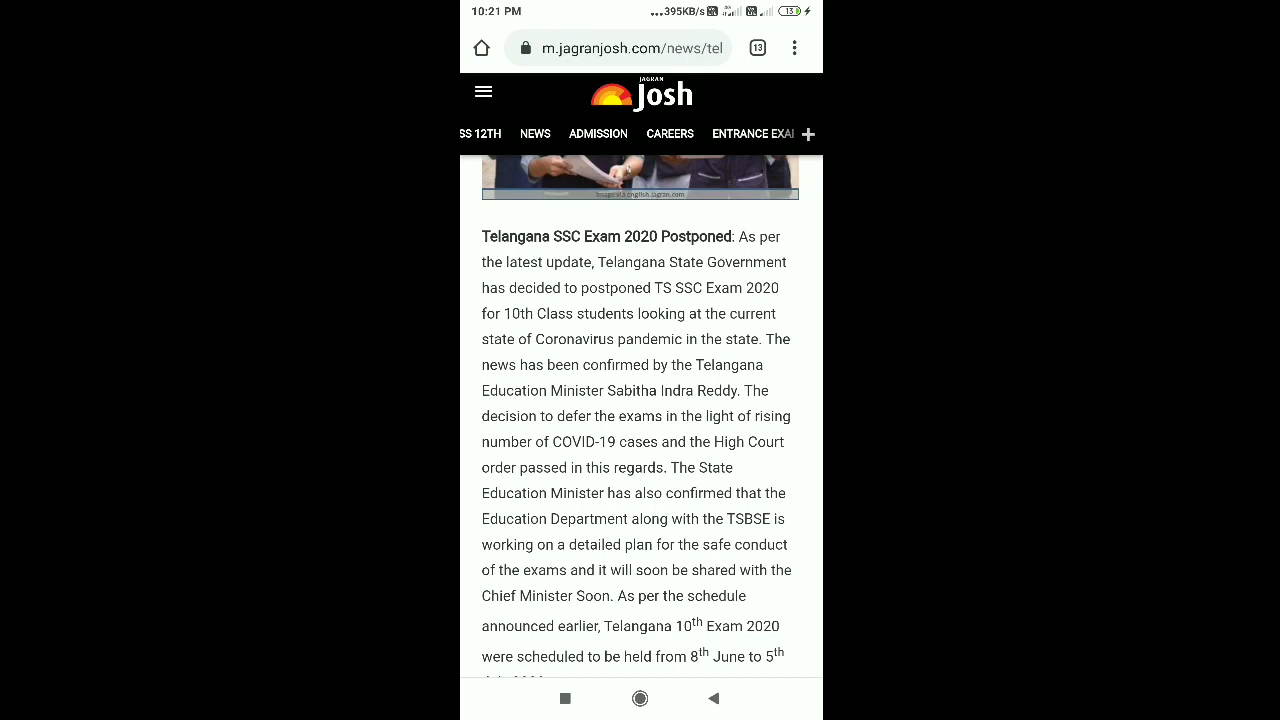 10:21 PM
...395KB/s
13
m.jagranjosh.com/news/tel
13
JAGRAN
Josh
SS 12TH NEWS ADMISSION CAREERS ENTRANCE EXAI
Image via english.jagran.com
Telangana SSC Exam 2020 Postponed: As per
the latest update, Telangana State Government
has decided to postponed TS SSC Exam 2020
for 10th Class students looking at the current
state of Coronavirus pandemic in the state. The
news has been confirmed by the Telangana
Education Minister Sabitha Indra Reddy. The
decision to defer the exams in the light of rising
number of COVID-19 cases and the High Court
order passed in this regards. The State
Education Minister has also confirmed that the
Education Department along with the TSBSE is
working on a detailed plan for the safe conduct
of the exams and it will soon be shared with the
Chief Minister Soon. As per the schedule
announced earlier, Telangana 10th Exam 2020
were scheduled to be held from 8th June to 5th